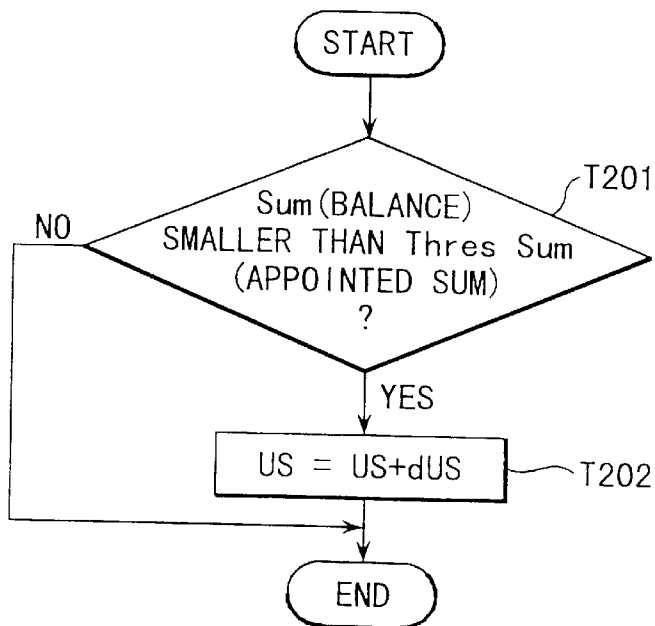 START
T201
Sum(BALANCE)
NO
SMALLER THAN Thres Sum
(APPOINTED SUM)
?
YES
US = US+dUS
T202
END